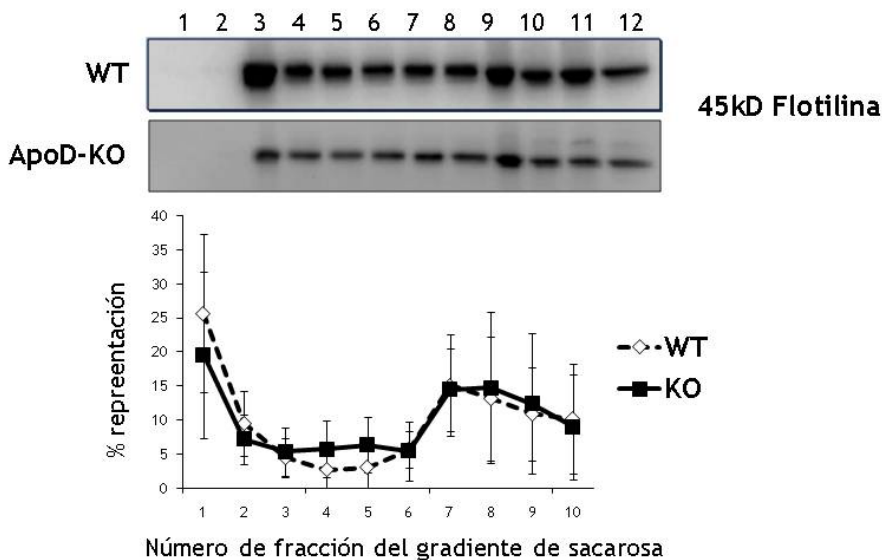 1 2 3 4 5 6 7 8 9 10 11 12
WT
45kD Flotilina
ApoD-KO
40
35
30
25
20
15
10
5
0
% repreentación
WT
KO
1 2 3 4 5 6 7 8 9 10
Número de fracción del gradiente de sacarosa